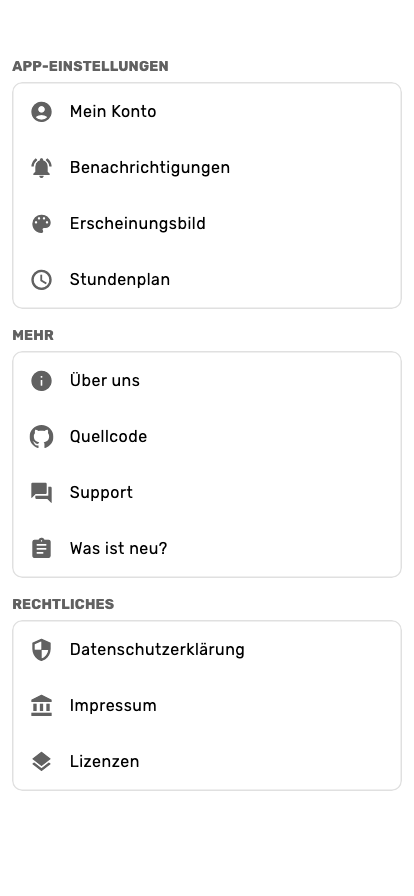 APP-EINSTELLUNGEN
Mein Konto
Benachrichtigungen
Erscheinungsbild
Stundenplan
MEHR
Über uns
Quellcode
Support
Was ist neu?
RECHTLICHES
Datenschutzerklärung
Impressum
Lizenzen